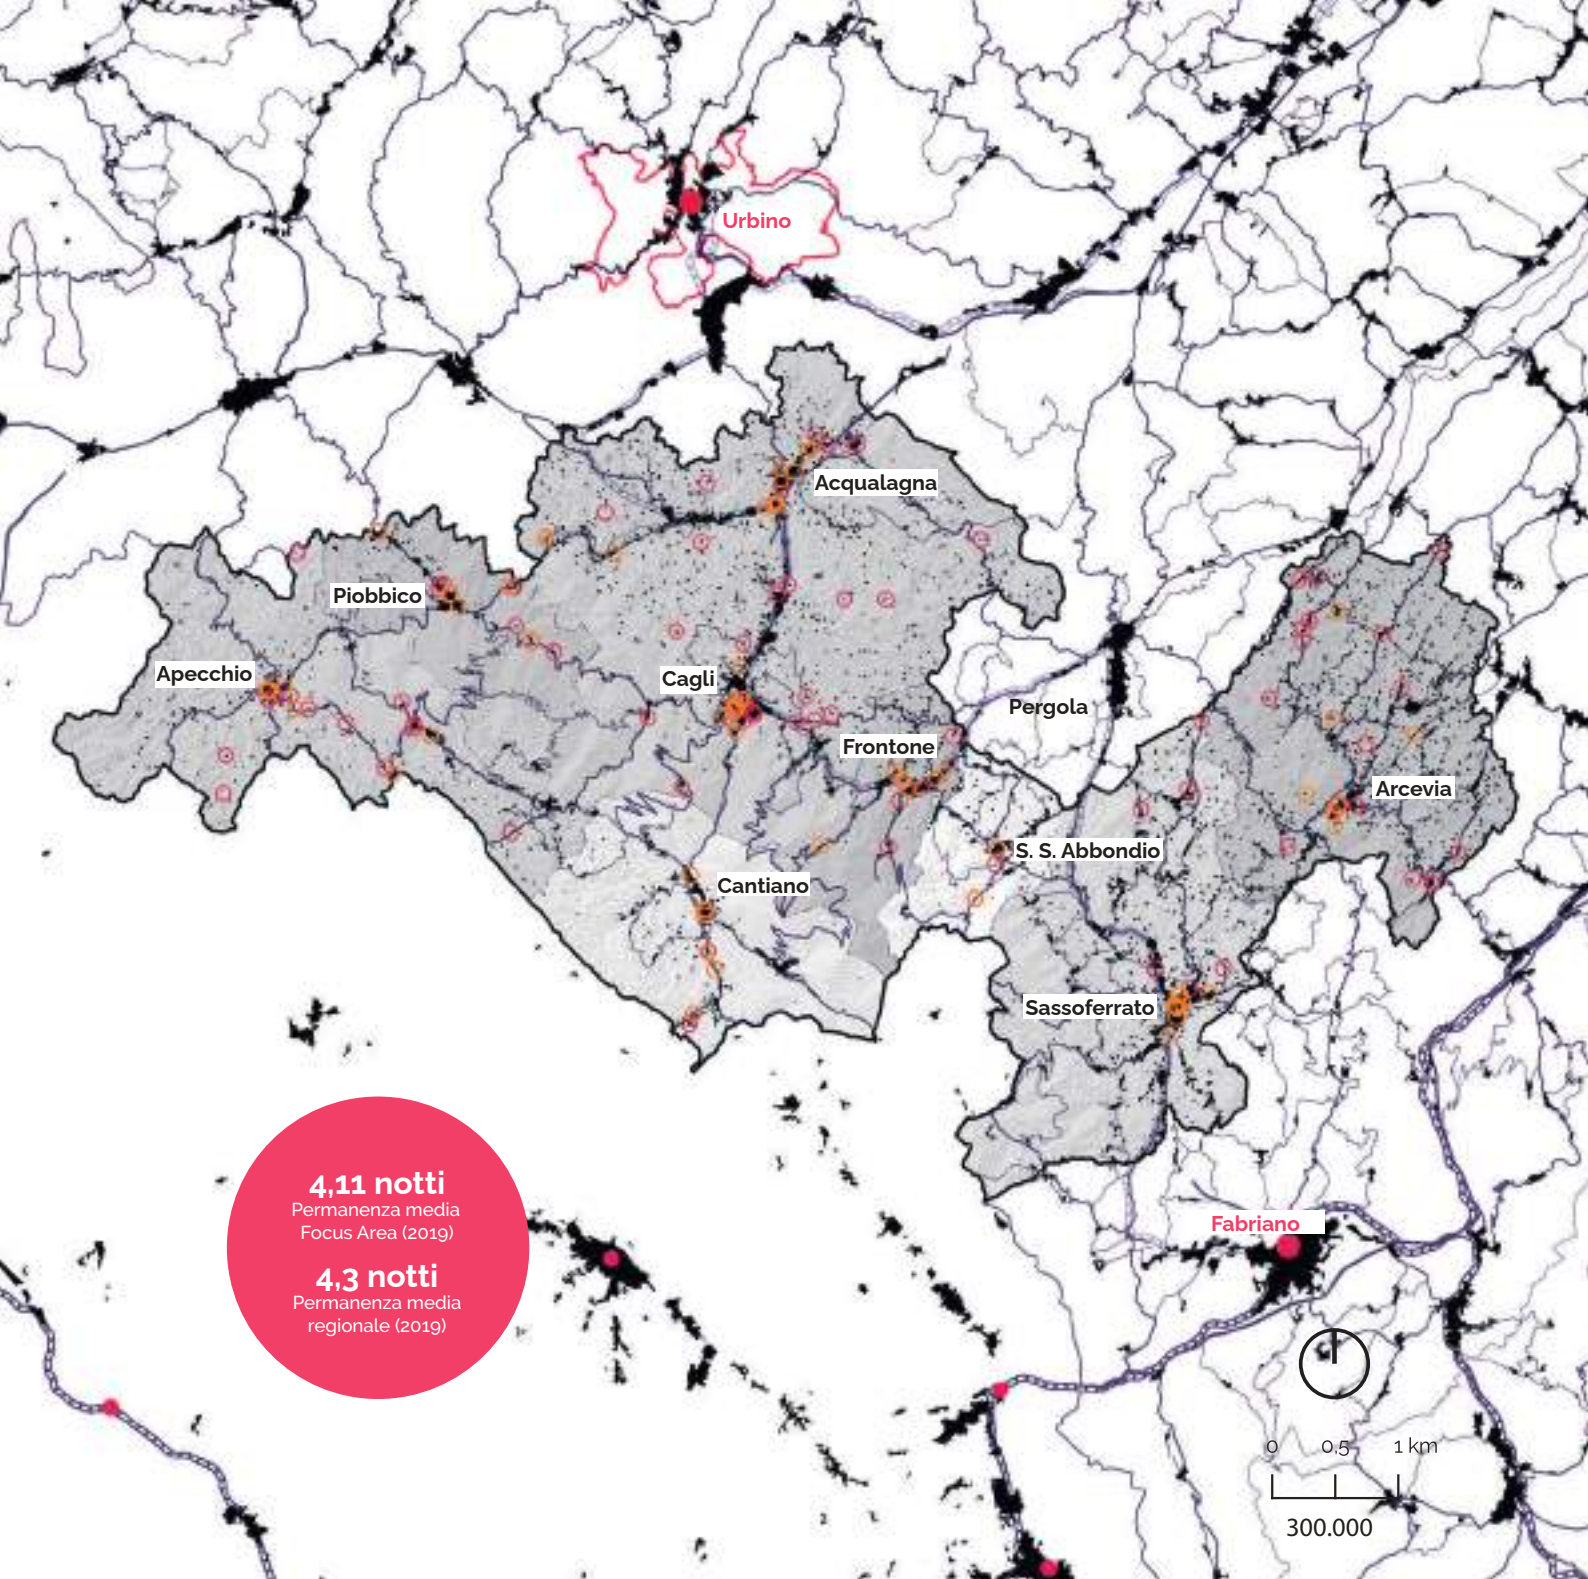 Urbino
Acqualagna
Piobbico
Apecchio
Cagli
Pergola
Frontone
Arcevia
S. S. Abbondio
Cantiano
Sassoferrato
4,11 notti
Permanenza media
Focus Area (2019)
4,3 notti
Permanenza media
regionale (2019)
Fabriano
0 0,5 1 km
300.000